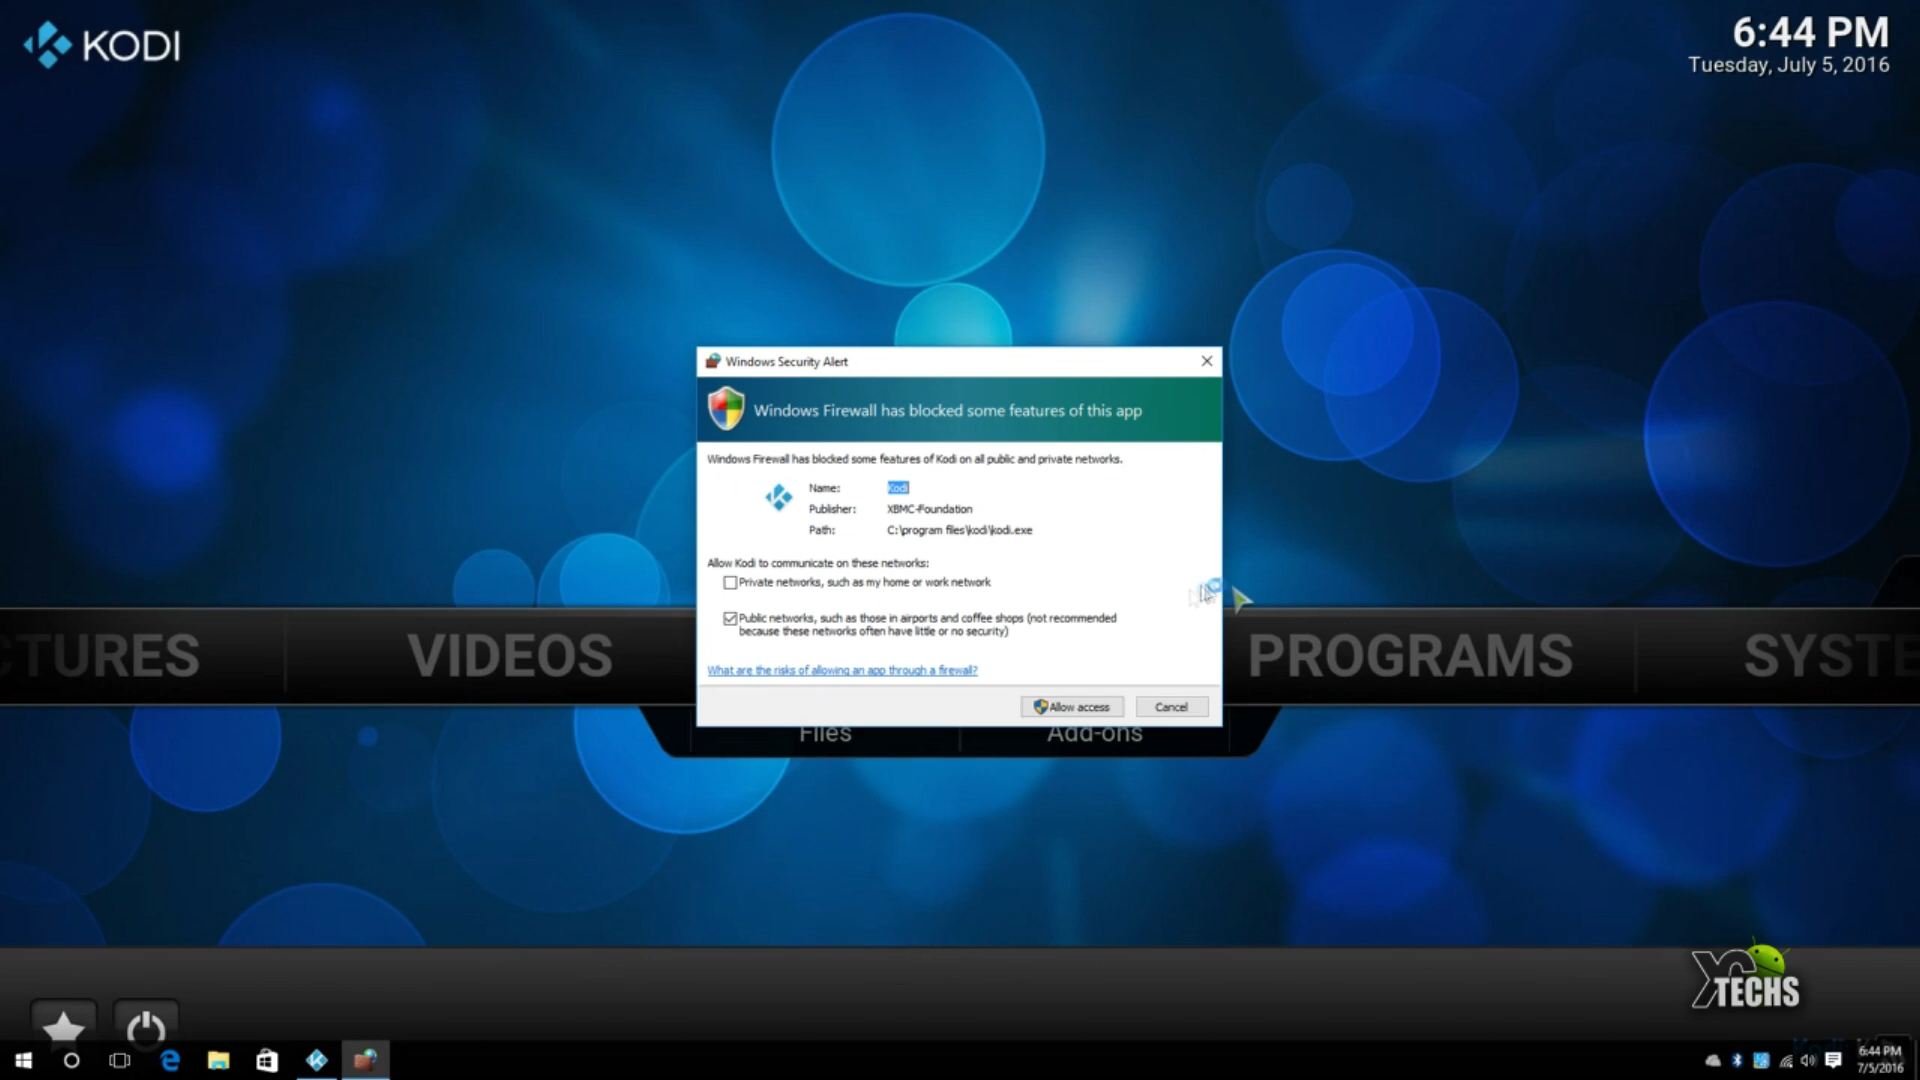 KODI
6:44 PM
Tuesday, July 5, 2016
Windows Security Alert
Windows Firewall has blocked some features of this app
Windows Firewall has blocked some features of Kodi on all public and private networks.
Name: Kodi
Publisher: XBMC-Foundation
Path: C:\program files\kodi\kodi.exe
Allow Kodi to communicate on these networks:
Private networks, such as my home or work network
Public networks, such as those in airports and coffee shops (not recommended
because these networks often have little or no security)
What are the risks of allowing an app through a firewall?
Allow access Cancel
CTURES VIDEOS PROGRAMS SYSTE
Files Add-ons
TECHS
6:44 PM
7/5/2016